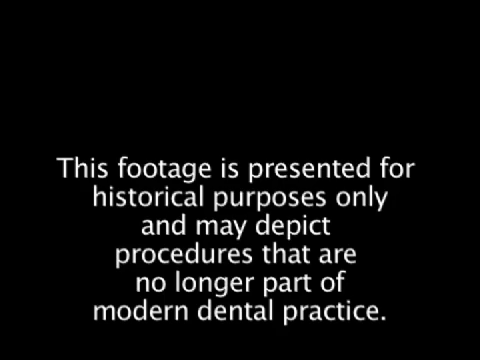 This footage is presented for
historical purposes only
and may depict
procedures that are
no longer part of
modern dental practice.